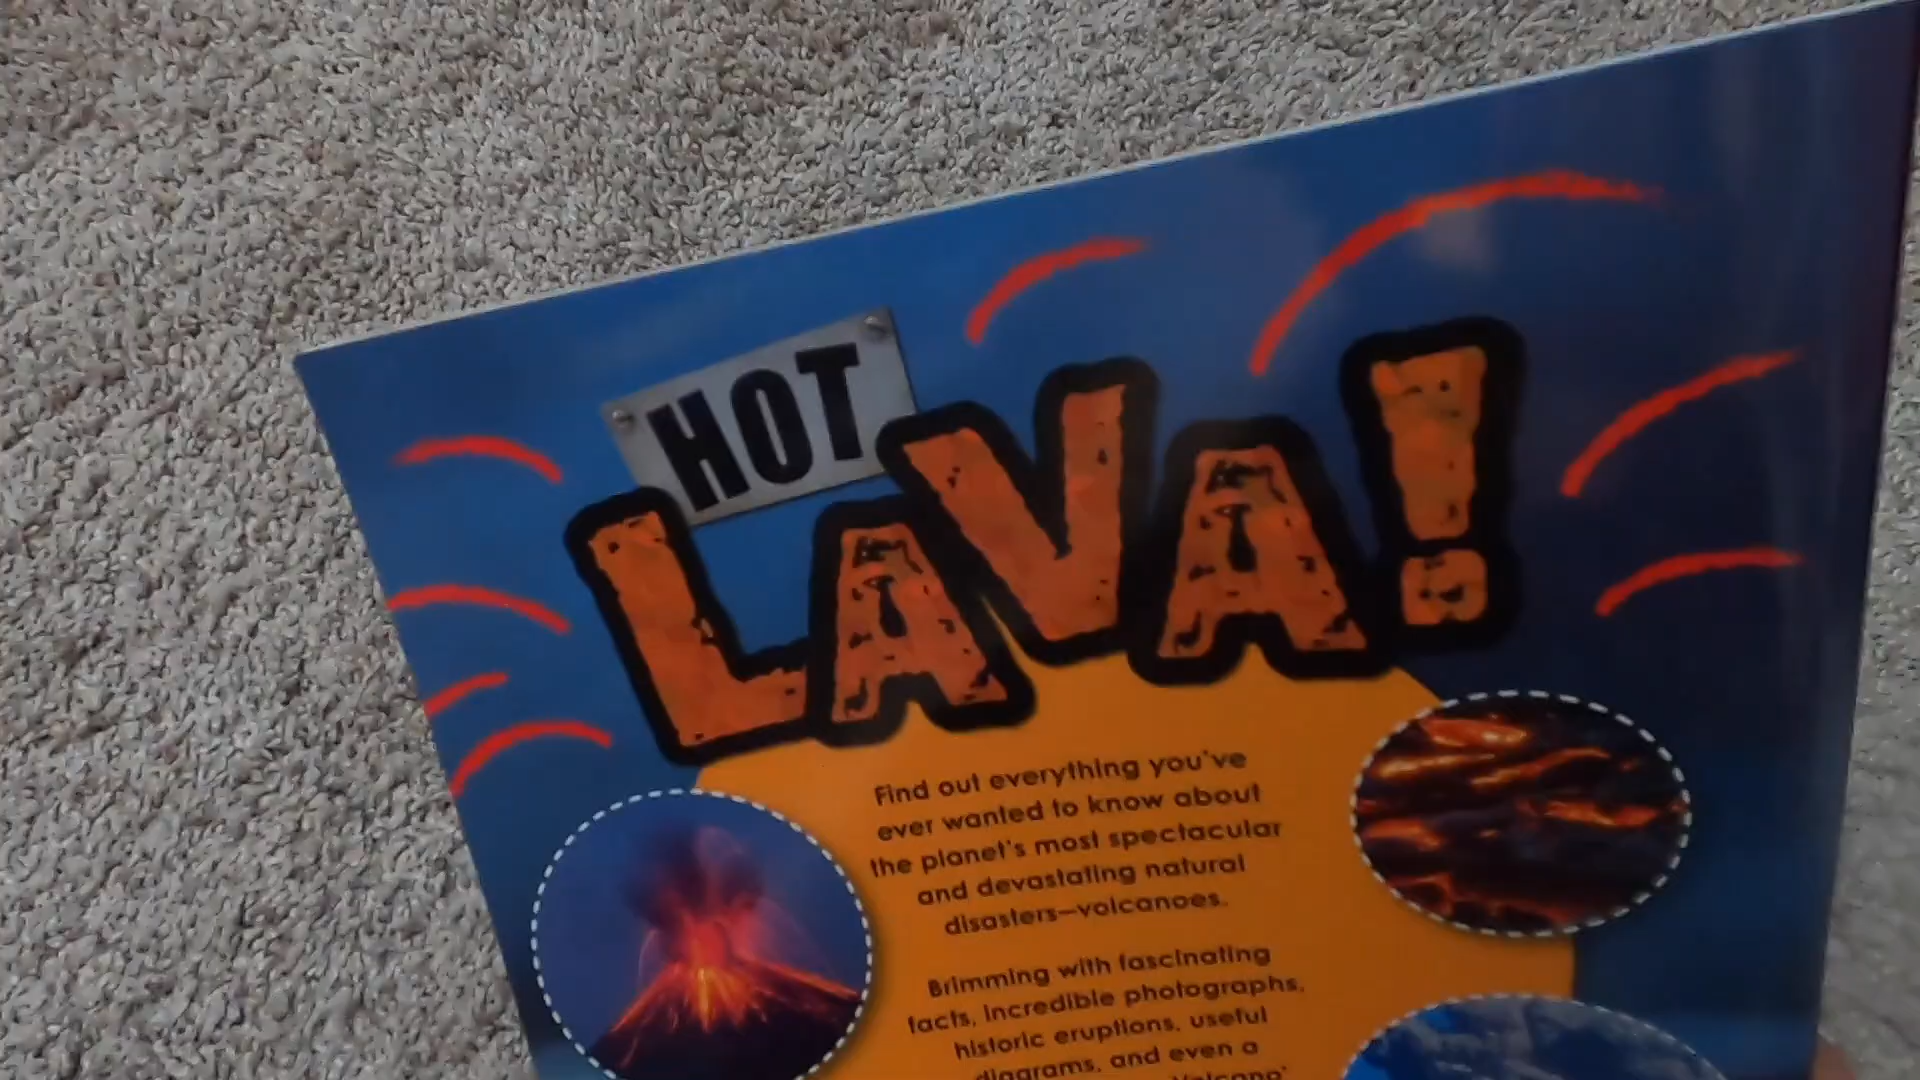 HOT
LAVA!
Find out everything you've
ever wanted to know about
the planet's most spectacular
and devastating natural
disasters—volcanoes.
Brimming with fascinating
facts, incredible photographs,
historic eruptions, useful
diagrams, and even a
Volcano'